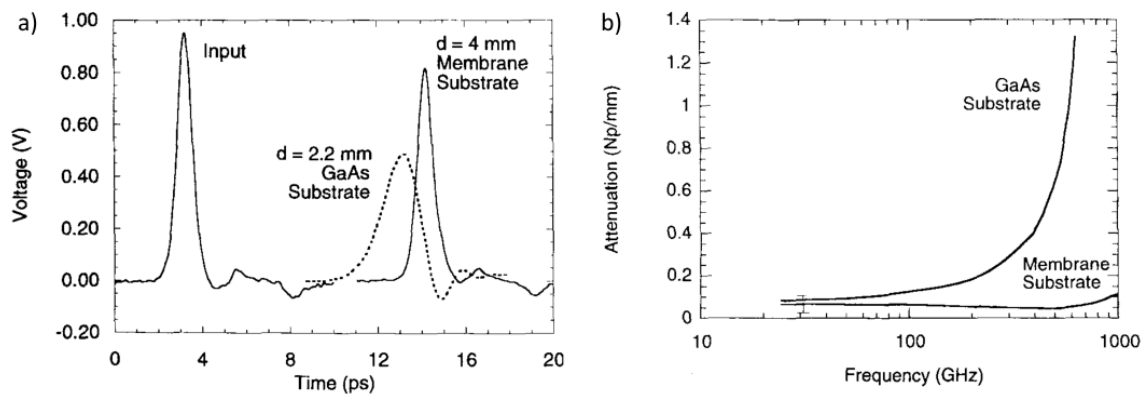 a)
Voltage (V)
1.00
0.80
0.60
0.40
0.20
0.00
-0.20
Input
d = 4 mm
Membrane
Substrate
d = 2.2 mm
GaAs
Substrate
0 4 8 12 16 20
Time (ps)
b)
Attenuation (Np/mm)
1.4
1.2
1
0.8
0.6
0.4
0.2
0
GaAs
Substrate
Membrane
Substrate
10 100 1000
Frequency (GHz)